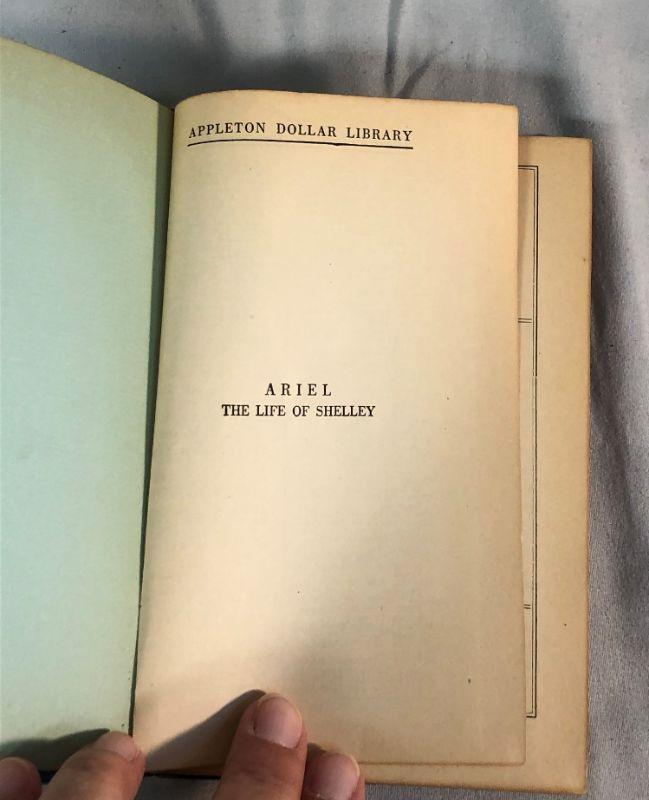 APPLETON DOLLAR LIBRARY
ARIEL
THE LIFE OF SHELLEY